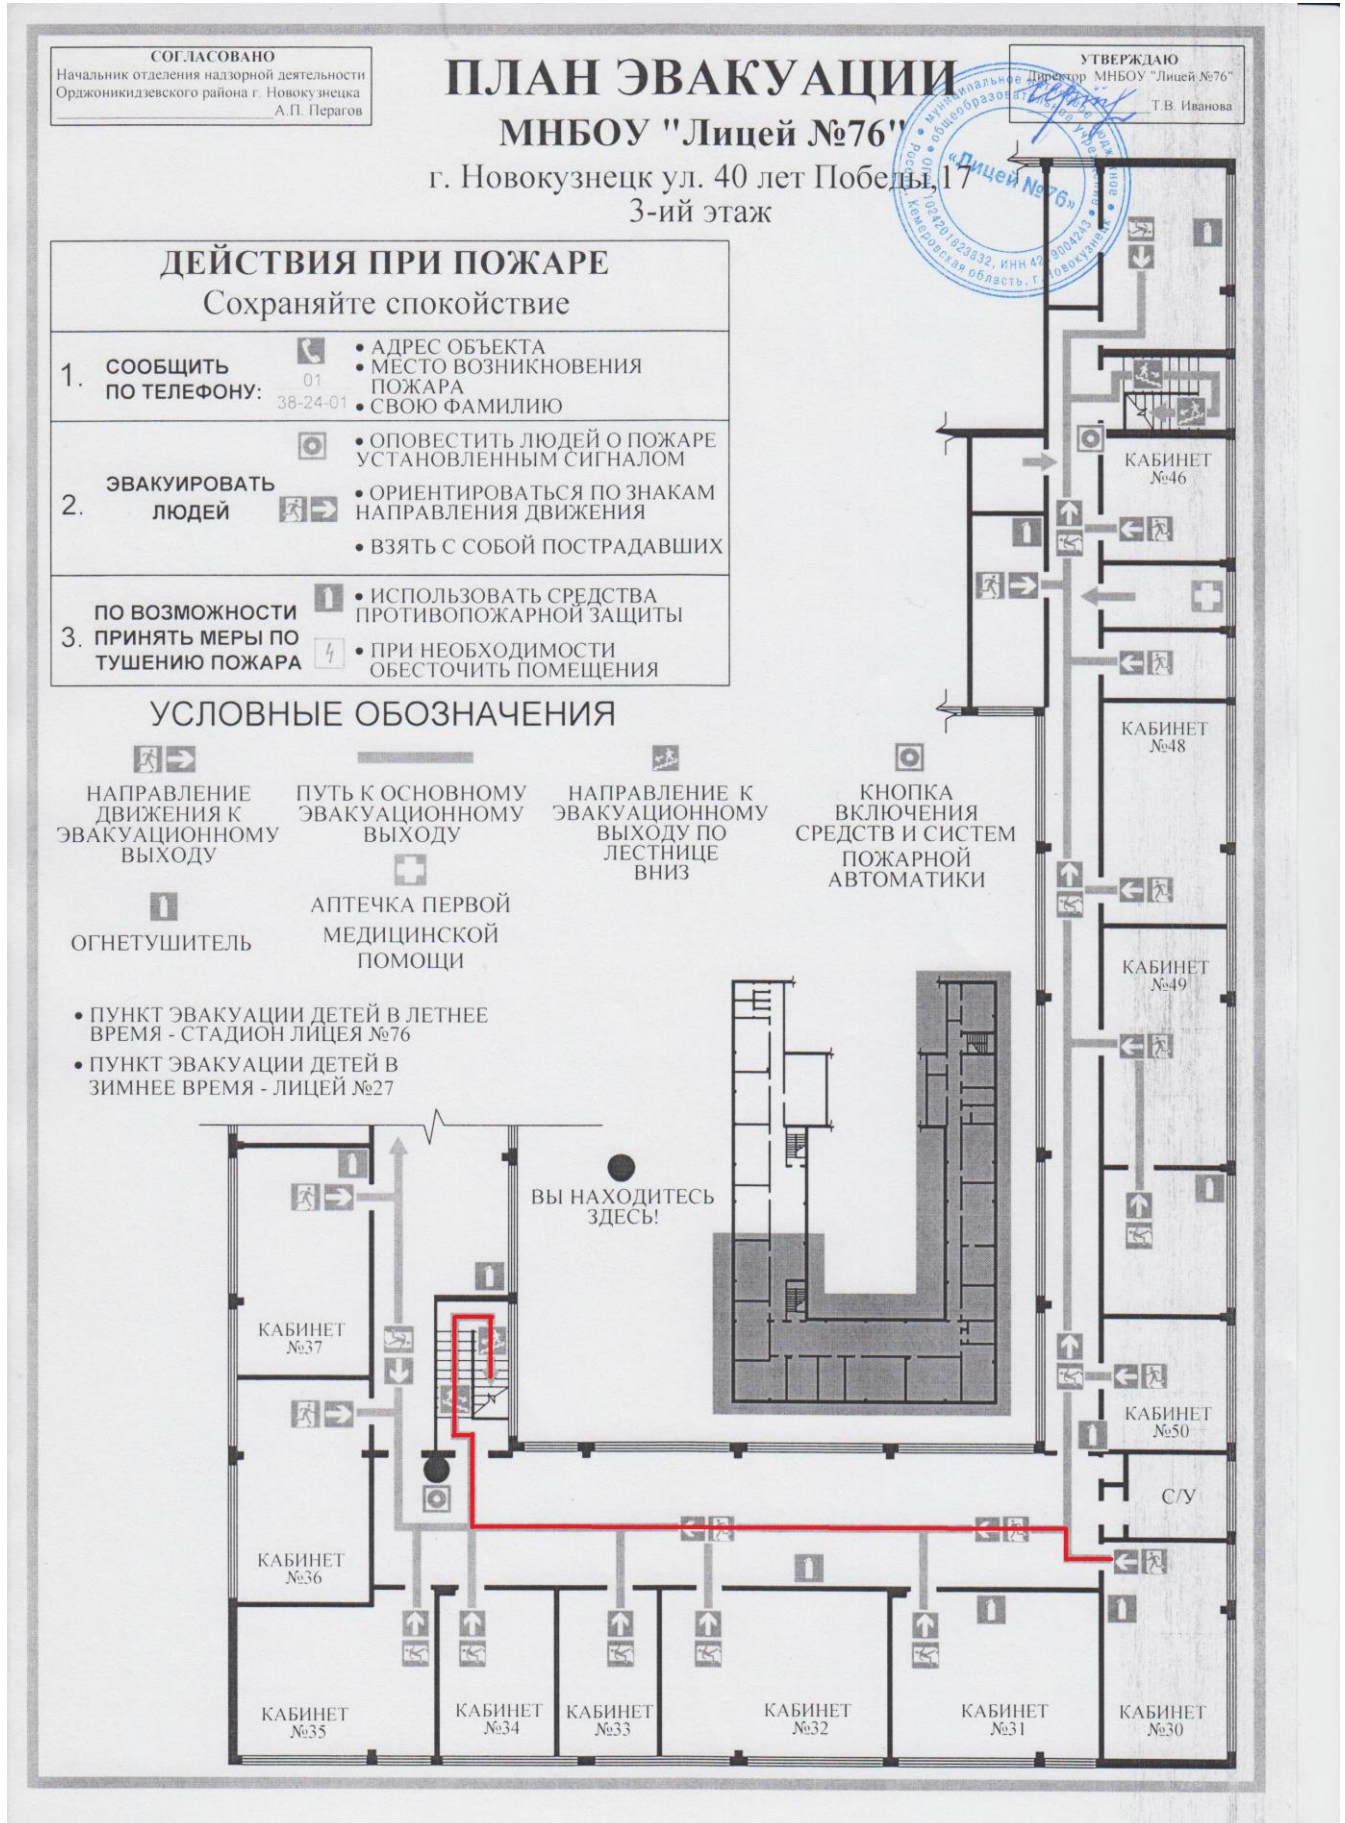 СОГЛАСОВАНО
Начальник отделения надзорной деятельности
Орджоникидзевского района г. Новокузнецка
А.П. Перагов
ПЛАН ЭВАКУАЦИИ
МНБОУ "Лицей №76"
г. Новокузнецк ул. 40 лет Победы,17
3-ий этаж
УТВЕРЖДАЮ
Директор МНБОУ "Лицей №76"
Т.В. Иванова
«Лицей №76»
ДЕЙСТВИЯ ПРИ ПОЖАРЕ
Сохраняйте спокойствие
1. СООБЩИТЬ
ПО ТЕЛЕФОНУ:
01
38-24-01
• АДРЕС ОБЪЕКТА
• МЕСТО ВОЗНИКНОВЕНИЯ
ПОЖАРА
• СВОЮ ФАМИЛИЮ
2. ЭВАКУИРОВАТЬ
ЛЮДЕЙ
• ОПОВЕСТИТЬ ЛЮДЕЙ О ПОЖАРЕ
УСТАНОВЛЕННЫМ СИГНАЛОМ
• ОРИЕНТИРОВАТЬСЯ ПО ЗНАКАМ
НАПРАВЛЕНИЯ ДВИЖЕНИЯ
• ВЗЯТЬ С СОБОЙ ПОСТРАДАВШИХ
3. ПО ВОЗМОЖНОСТИ
ПРИНЯТЬ МЕРЫ ПО
ТУШЕНИЮ ПОЖАРА
• ИСПОЛЬЗОВАТЬ СРЕДСТВА
ПРОТИВОПОЖАРНОЙ ЗАЩИТЫ
• ПРИ НЕОБХОДИМОСТИ
ОБЕСТОЧИТЬ ПОМЕЩЕНИЯ
УСЛОВНЫЕ ОБОЗНАЧЕНИЯ
НАПРАВЛЕНИЕ
ДВИЖЕНИЯ К
ЭВАКУАЦИОННОМУ
ВЫХОДУ
ПУТЬ К ОСНОВНОМУ
ЭВАКУАЦИОННОМУ
ВЫХОДУ
НАПРАВЛЕНИЕ К
ЭВАКУАЦИОННОМУ
ВЫХОДУ ПО
ЛЕСТНИЦЕ
ВНИЗ
КНОПКА
ВКЛЮЧЕНИЯ
СРЕДСТВ И СИСТЕМ
ПОЖАРНОЙ
АВТОМАТИКИ
ОГНЕТУШИТЕЛЬ
АПТЕЧКА ПЕРВОЙ
МЕДИЦИНСКОЙ
ПОМОЩИ
• ПУНКТ ЭВАКУАЦИИ ДЕТЕЙ В ЛЕТНЕЕ
ВРЕМЯ - СТАДИОН ЛИЦЕЯ №76
• ПУНКТ ЭВАКУАЦИИ ДЕТЕЙ В
ЗИМНЕЕ ВРЕМЯ - ЛИЦЕЙ №27
ВЫ НАХОДИТЕСЬ
ЗДЕСЬ!
КАБИНЕТ
№46
КАБИНЕТ
№48
КАБИНЕТ
№49
КАБИНЕТ
№50
С/У
КАБИНЕТ
№37
КАБИНЕТ
№36
КАБИНЕТ
№35
КАБИНЕТ
№34
КАБИНЕТ
№33
КАБИНЕТ
№32
КАБИНЕТ
№31
КАБИНЕТ
№30